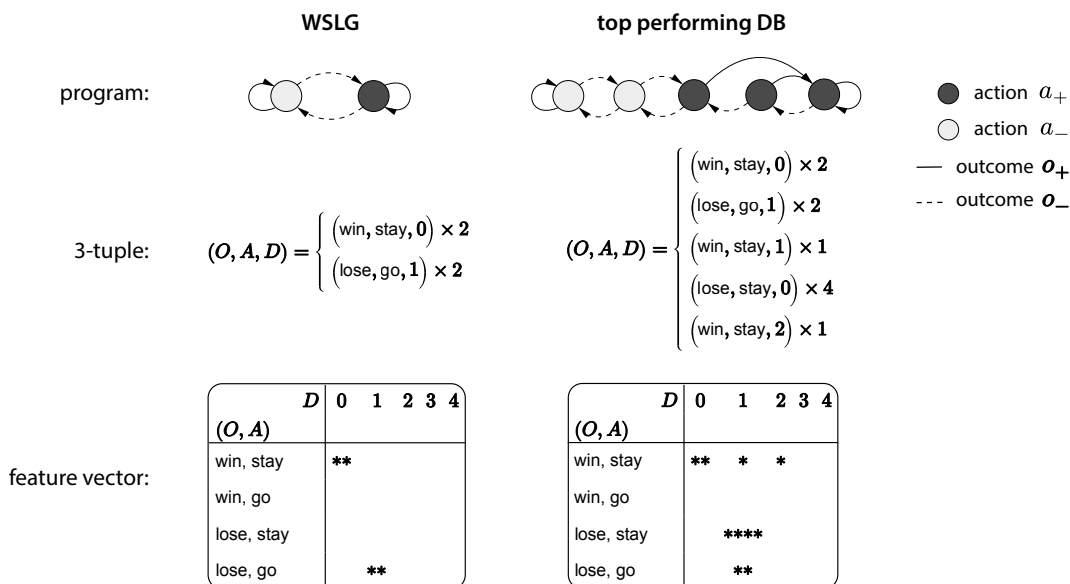 WSLG
top performing DB
program:
action a₊
action a₋
outcome o₊
outcome o₋
3-tuple:
(O, A, D) =
(win, stay, 0) × 2
(lose, go, 1) × 2
(O, A, D) =
(win, stay, 0) × 2
(lose, go, 1) × 2
(win, stay, 1) × 1
(lose, stay, 0) × 4
(win, stay, 2) × 1
feature vector:
D 0 1 2 3 4
(O, A)
win, stay **
win, go
lose, stay
lose, go **
D 0 1 2 3 4
(O, A)
win, stay ** * *
win, go
lose, stay ****
lose, go **